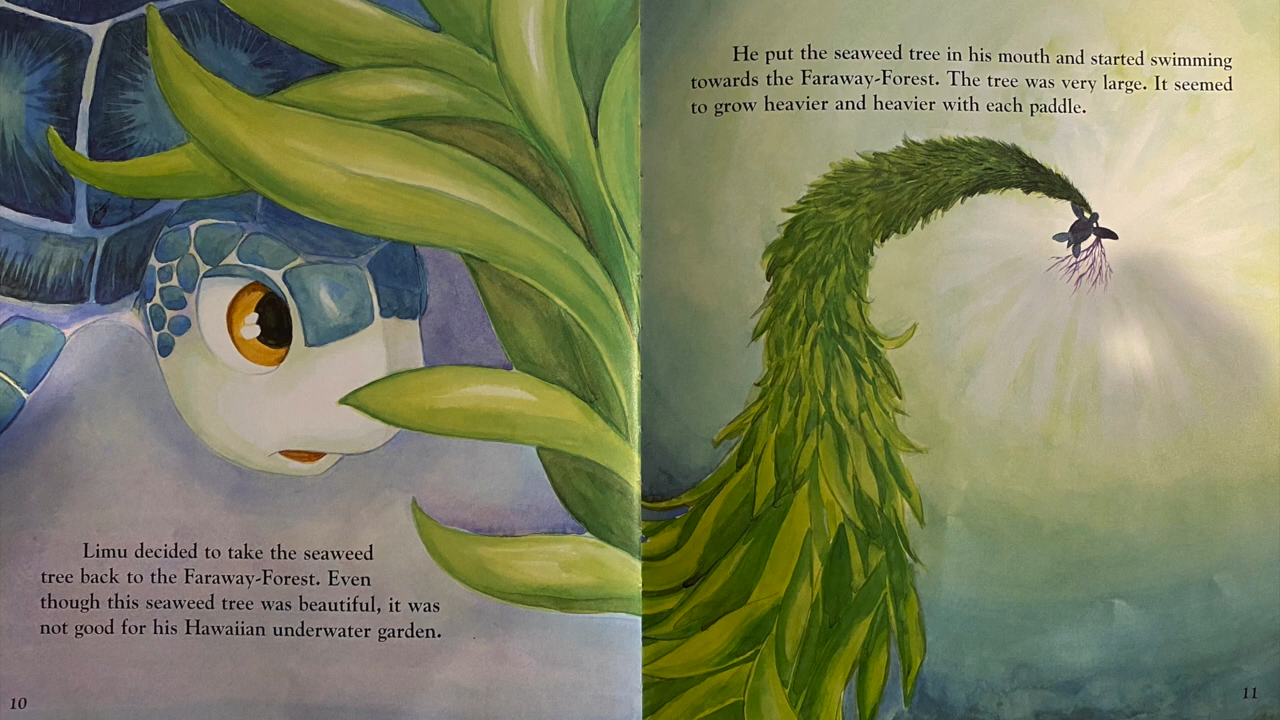 Limu decided to take the seaweed
tree back to the Faraway-Forest. Even
though this seaweed tree was beautiful, it was
not good for his Hawaiian underwater garden.
10
He put the seaweed tree in his mouth and started swimming
towards the Faraway-Forest. The tree was very large. It seemed
to grow heavier and heavier with each paddle.
11